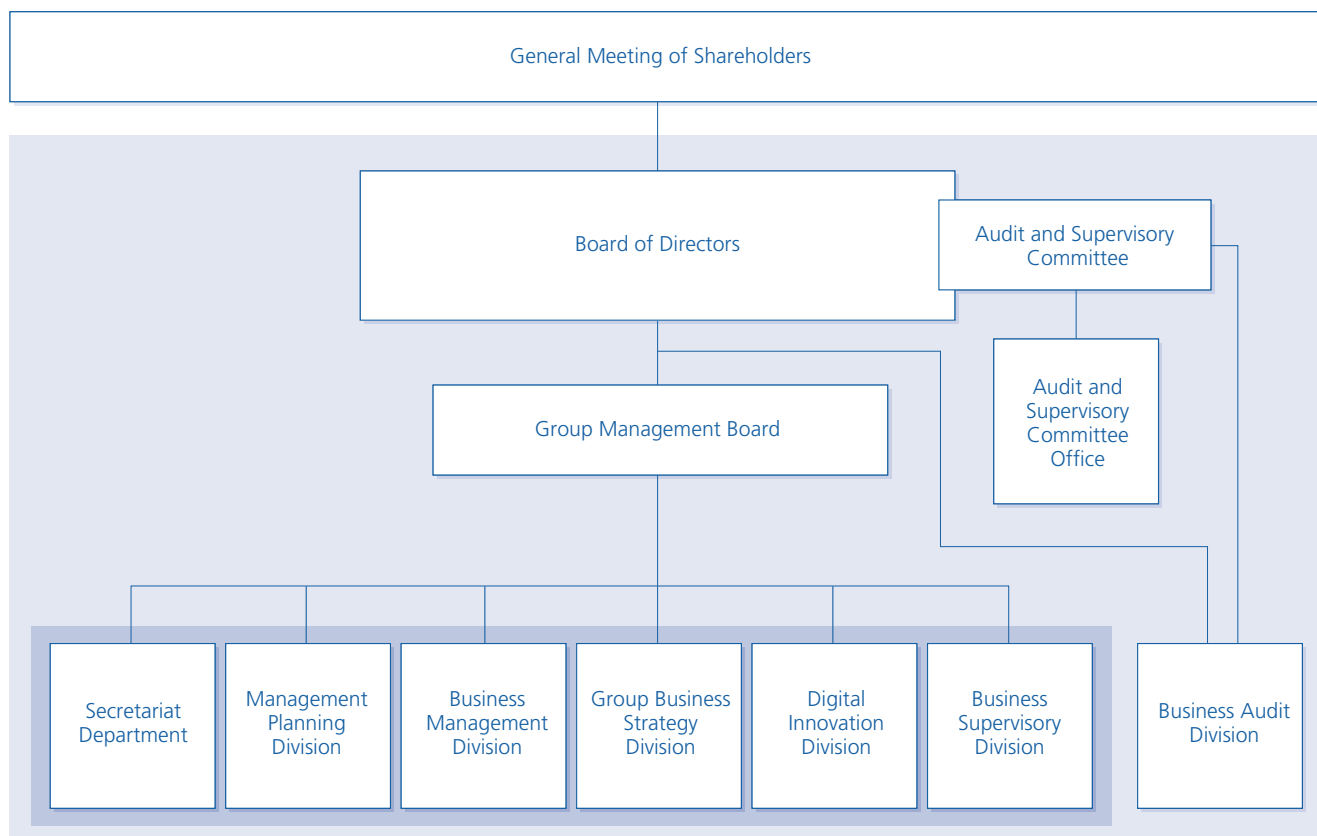 General Meeting of Shareholders
Board of Directors
Audit and Supervisory
Committee
Audit and
Supervisory
Committee
Office
Group Management Board
Secretariat
Department
Management
Planning
Division
Business
Management
Division
Group Business
Strategy
Division
Digital
Innovation
Division
Business
Supervisory
Division
Business Audit
Division